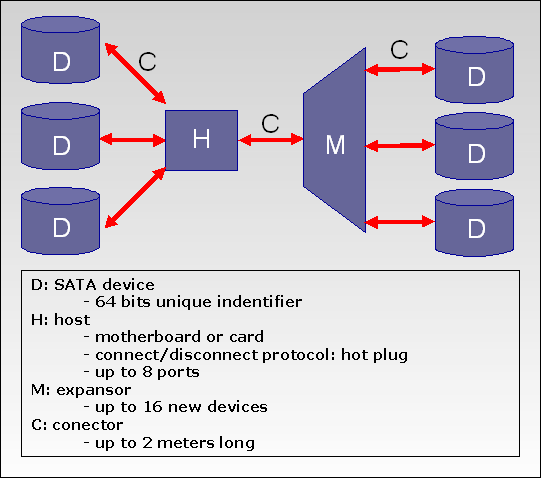 D
C
D
C
D
H
C
M
D
D
D
D
D: SATA device
- 64 bits unique indentifier
H: host
- motherboard or card
- connect/disconnect protocol: hot plug
- up to 8 ports
M: expansor
- up to 16 new devices
C: conector
- up to 2 meters long